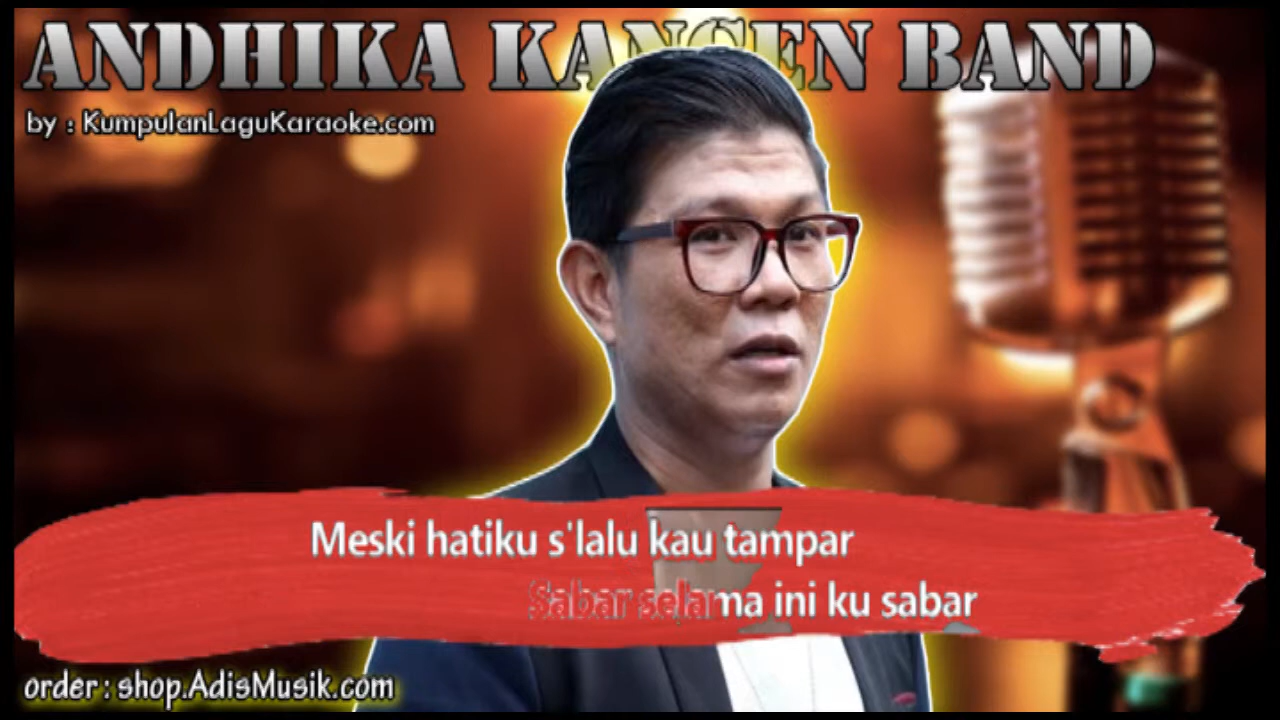 ANDHIKA KANGEN BAND
by : KumpulanLaguKaraoke.com
Meski hatiku s'lalu kau tampar
Sabar selama ini ku sabar
order : shop.AdisMusik.com